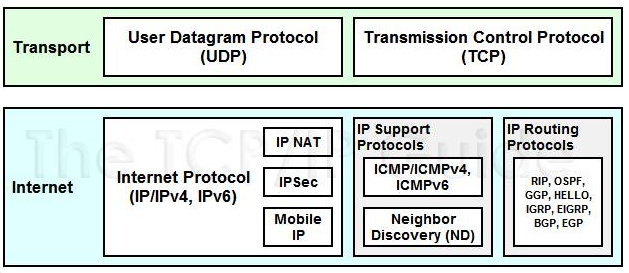 Transport
User Datagram Protocol
(UDP)
Transmission Control Protocol
(TCP)
The TCP/IP Guide
Internet
Internet Protocol
(IP/IPv4, IPv6)
IP NAT
IPSec
Mobile
IP
IP Support
Protocols
ICMP/ICMPv4,
ICMPv6
Neighbor
Discovery (ND)
IP Routing
Protocols
RIP, OSPF,
GGP, HELLO,
IGRP, EIGRP,
BGP, EGP